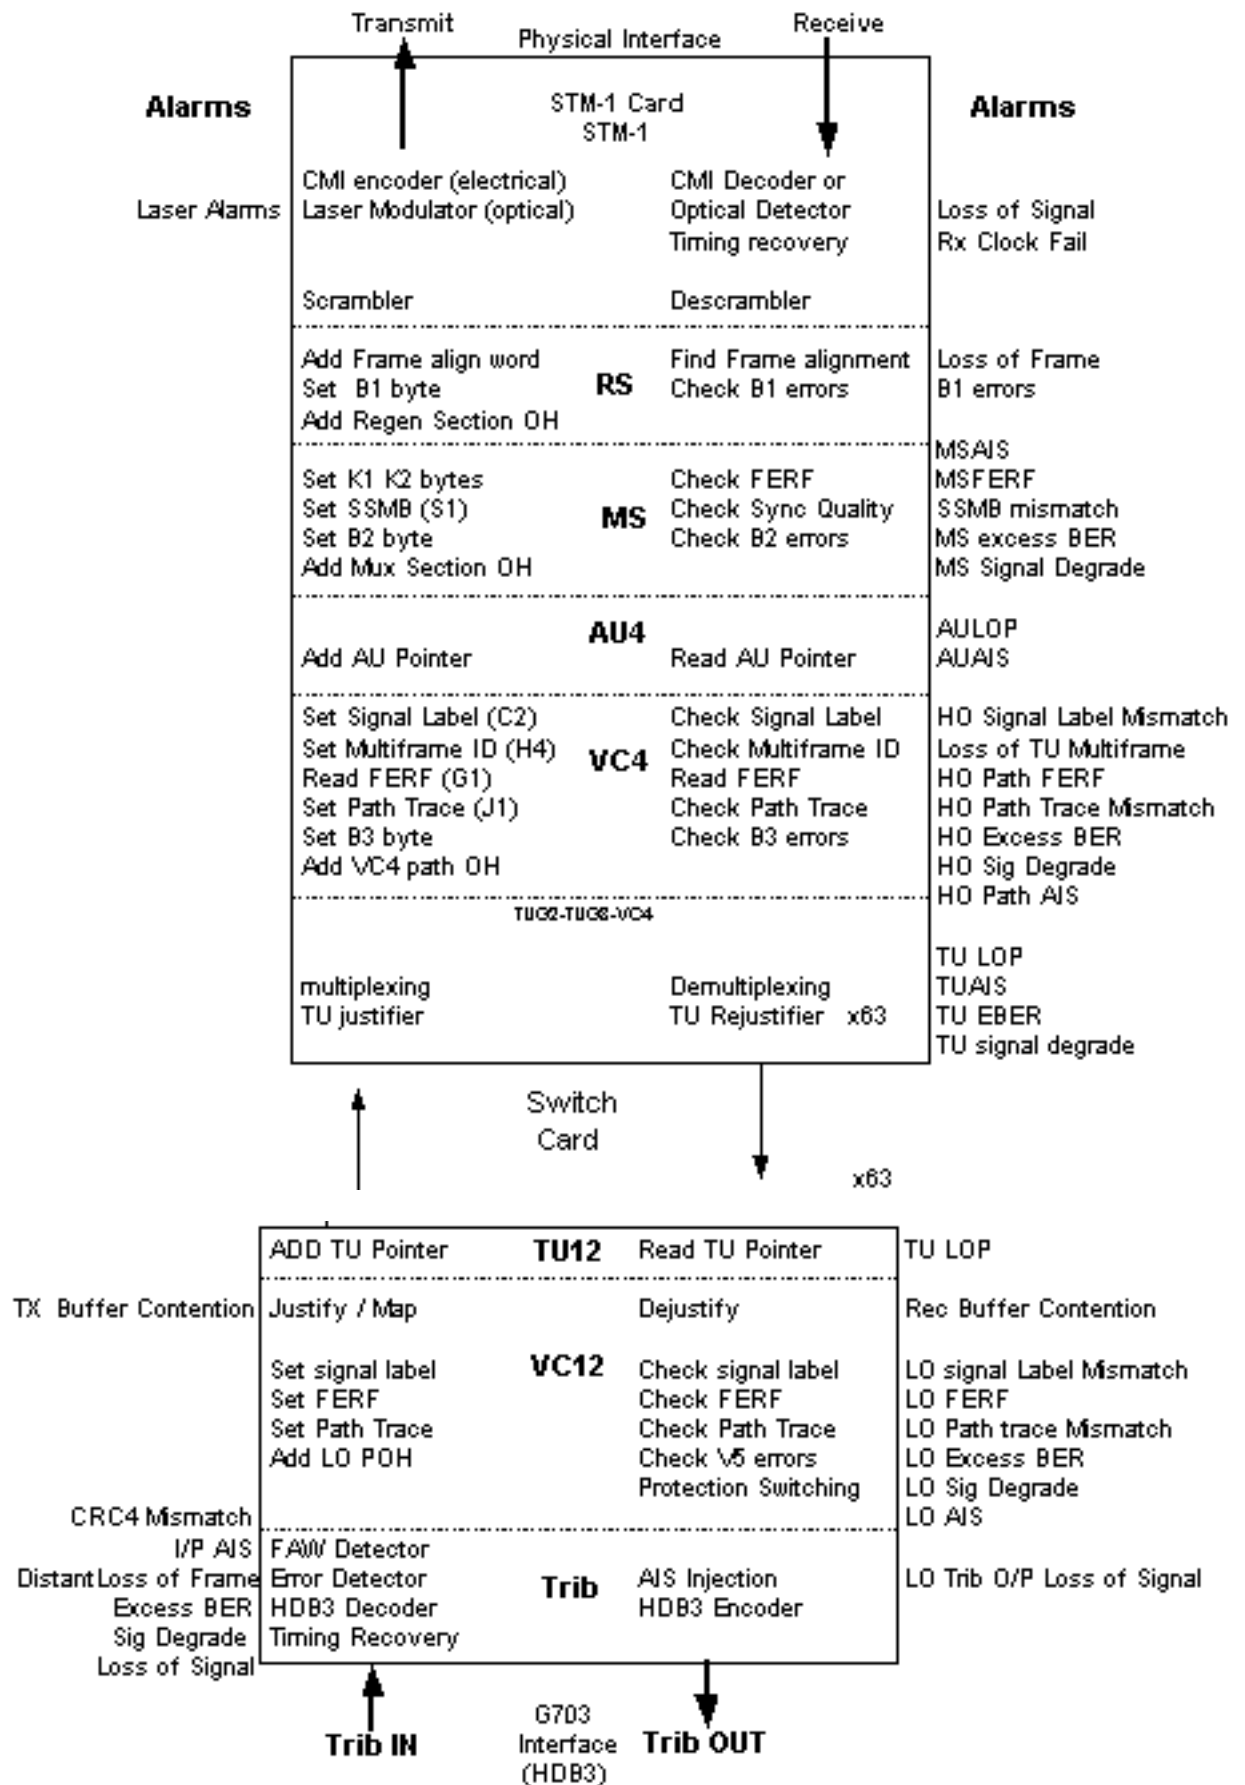 Transmit Physical Interface Receive
Alarms STM-1 Card Alarms
STM-1
CMI encoder (electrical) CMI Decoder or
Laser Alarms Laser Modulator (optical) Optical Detector Loss of Signal
Timing recovery Rx Clock Fail
Scrambler Descrambler
Add Frame align word Find Frame alignment Loss of Frame
Set B1 byte RS Check B1 errors B1 errors
Add Regen Section OH
MSAIS
Set K1 K2 bytes Check FERF MSFERF
Set SSMB (S1) MS Check Sync Quality SSMB mismatch
Set B2 byte Check B2 errors MS excess BER
Add Mux Section OH MS Signal Degrade
AU4 AULOP
Add AU Pointer Read AU Pointer AUAIS
Set Signal Label (C2) Check Signal Label HO Signal Label Mismatch
Set Multiframe ID (H4) VC4 Check Multiframe ID Loss of TU Multiframe
Read FERF (G1) Read FERF HO Path FERF
Set Path Trace (J1) Check Path Trace HO Path Trace Mismatch
Set B3 byte Check B3 errors HO Excess BER
Add VC4 path OH HO Sig Degrade
HO Path AIS
TUG2-TUG3-VC4
TU LOP
multiplexing Demultiplexing TUAIS
TU justifier TU Rejustifier x63 TU EBER
TU signal degrade
Switch
Card
x63
ADD TU Pointer TU12 Read TU Pointer TU LOP
TX Buffer Contention Justify / Map Dejustify Rec Buffer Contention
Set signal label VC12 Check signal label LO signal Label Mismatch
Set FERF Check FERF LO FERF
Set Path Trace Check Path Trace LO Path trace Mismatch
Add LO POH Check V5 errors LO Excess BER
Protection Switching LO Sig Degrade
CRC4 Mismatch LO AIS
I/P AIS FAW Detector
Distant Loss of Frame Error Detector Trib AIS Injection LO Trib O/P Loss of Signal
Excess BER HDB3 Decoder HDB3 Encoder
Sig Degrade Timing Recovery
Loss of Signal
Trib IN G703 Trib OUT
Interface
(HDB3)